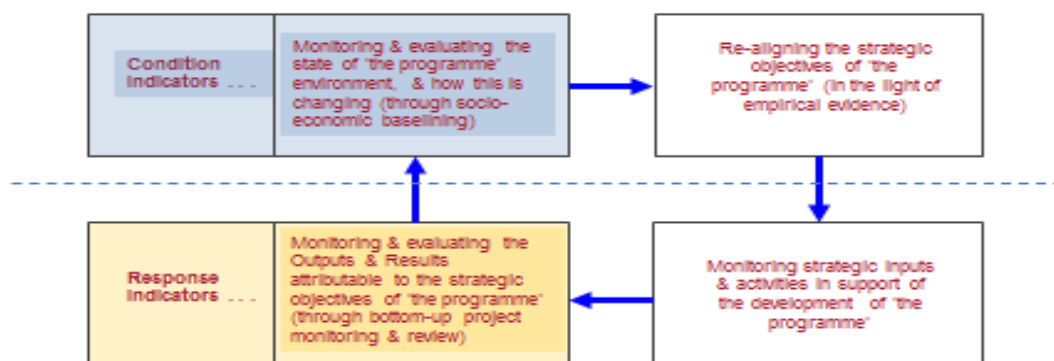 Condition
Indicators . . .
Monitoring & evaluating the
state of "the programme"
environment, & how this is
changing (through socio-
economic baselining)
Re-aligning the strategic
objectives of "the
programme" (in the light of
empirical evidence)
Response
Indicators . . .
Monitoring & evaluating the
Outputs & Results
attributable to the strategic
objectives of "the programme"
(through bottom-up project
monitoring & review)
Monitoring strategic inputs
& activities in support of
the development of "the
programme"